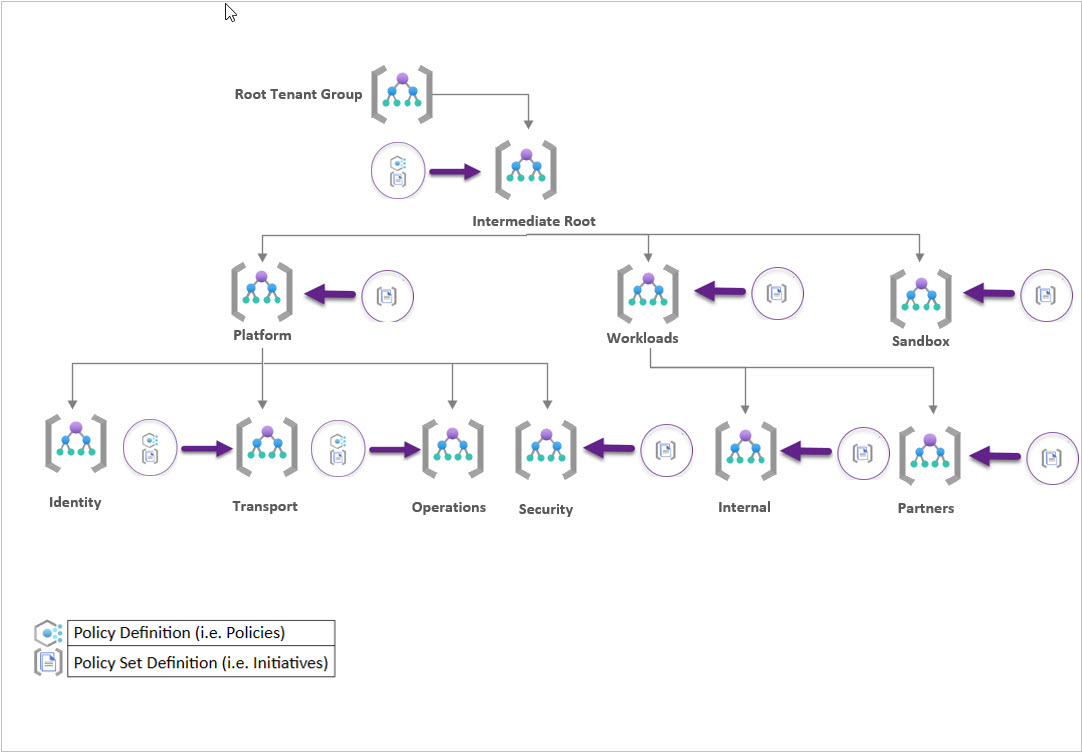 Root Tenant Group
Intermediate Root
Platform
Workloads
Sandbox
Identity
Transport
Operations
Security
Internal
Partners
Policy Definition (i.e. Policies)
Policy Set Definition (i.e. Initiatives)